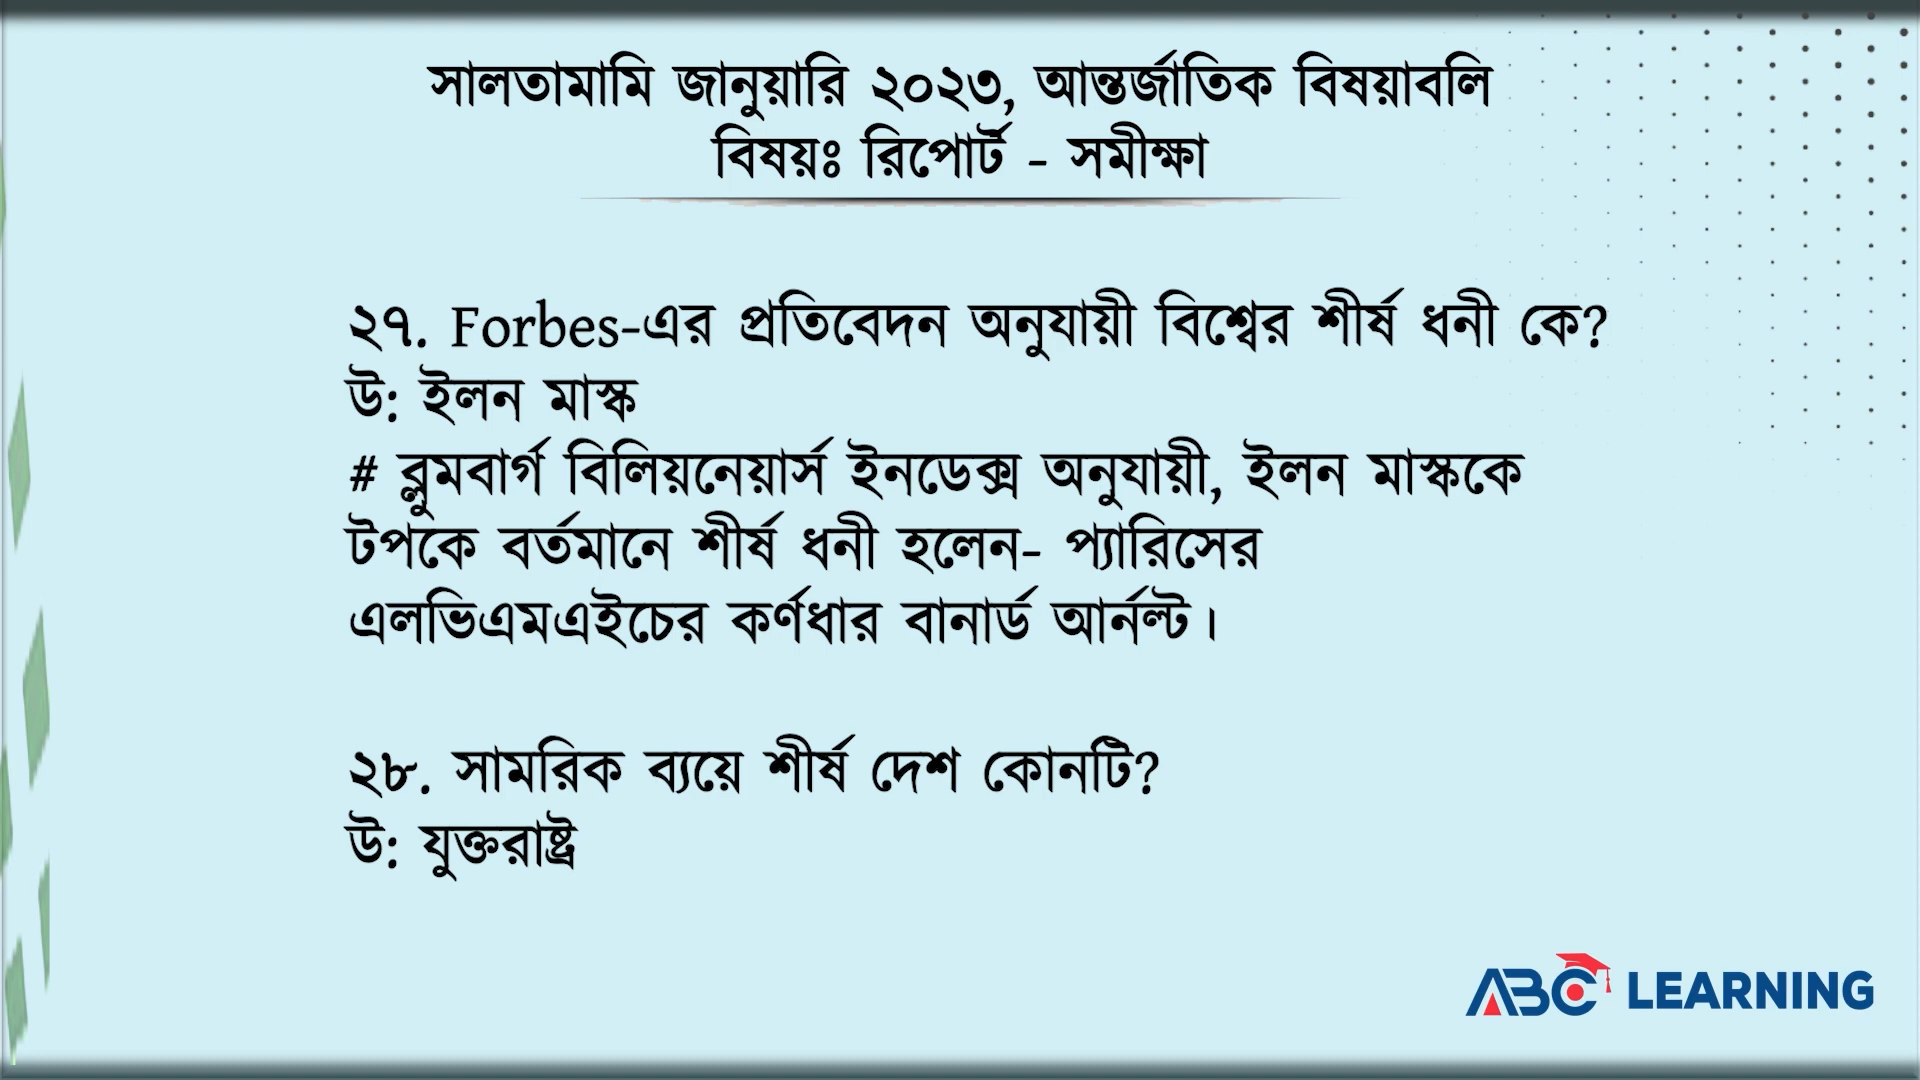 সালতামামি জানুয়ারি ২০২৩, আন্তর্জাতিক বিষয়াবলি
বিষয়ঃ রিপোর্ট - সমীক্ষা
২৭. Forbes-এর প্রতিবেদন অনুযায়ী বিশ্বের শীর্ষ ধনী কে?
উ: ইলন মাস্ক
# ব্লুমবার্গ বিলিয়নেয়ার্স ইনডেক্স অনুযায়ী, ইলন মাস্ককে
টপকে বর্তমানে শীর্ষ ধনী হলেন- প্যারিসের
এলভিএমএইচের কর্ণধার বানার্ড আর্নল্ট।
২৮. সামরিক ব্যয়ে শীর্ষ দেশ কোনটি?
উ: যুক্তরাষ্ট্র
ABC LEARNING